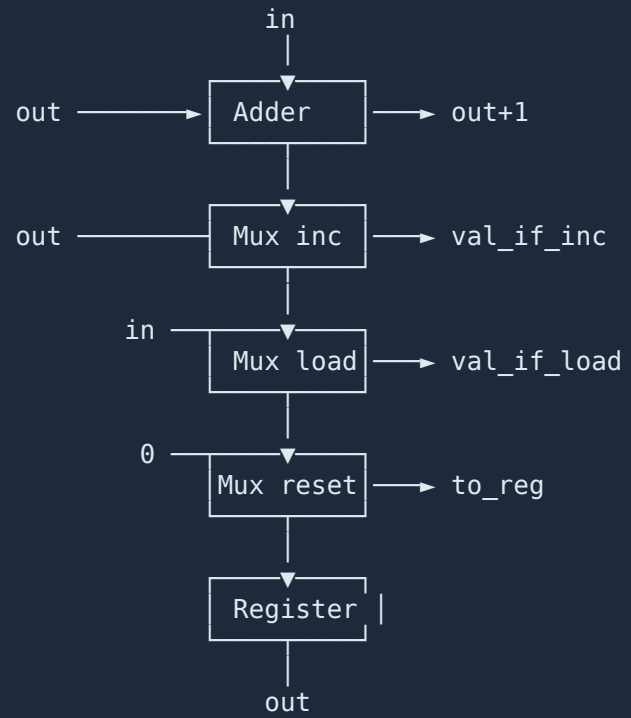 in
out Adder out+1
out Mux inc val_if_inc
in
Mux load val_if_load
0
Mux reset to_reg
Register
out